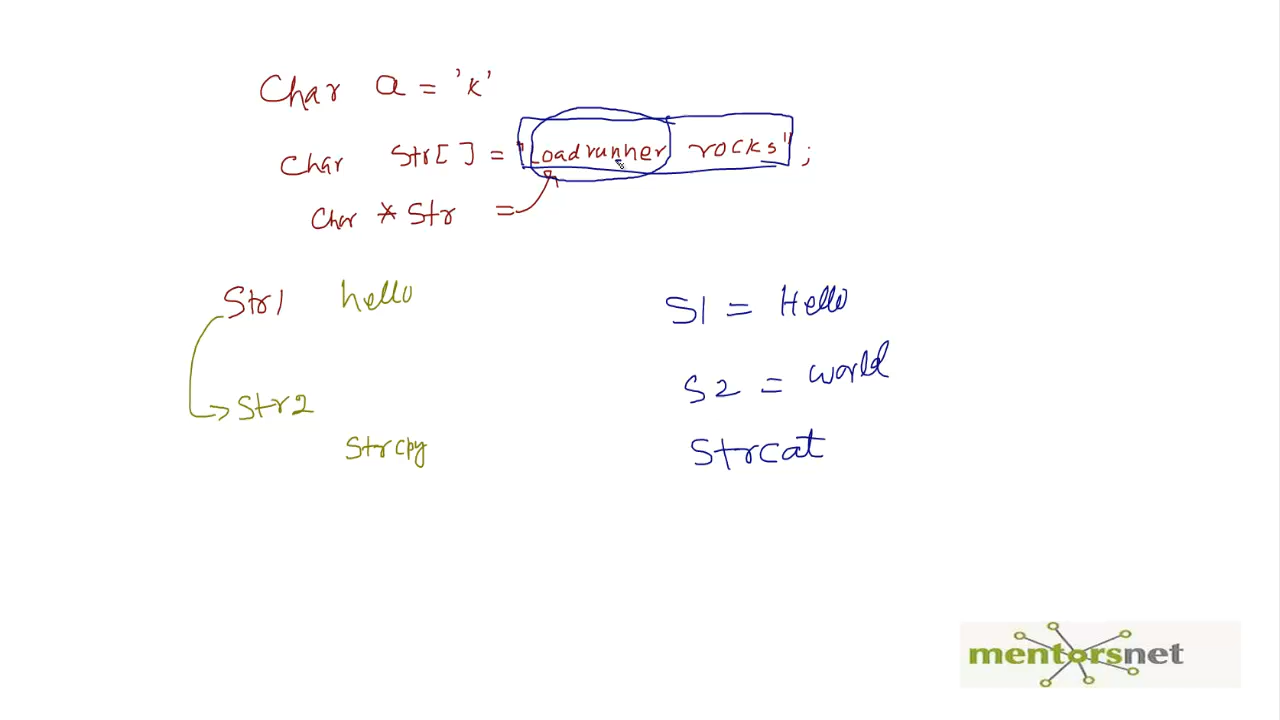 Char a = 'k'
Char Str[] = "Loadrunner rocks";
Char *Str =
Str1 hello
Str2
Strcpy
S1 = Hello
S2 = world
Strcat
mentorsnet